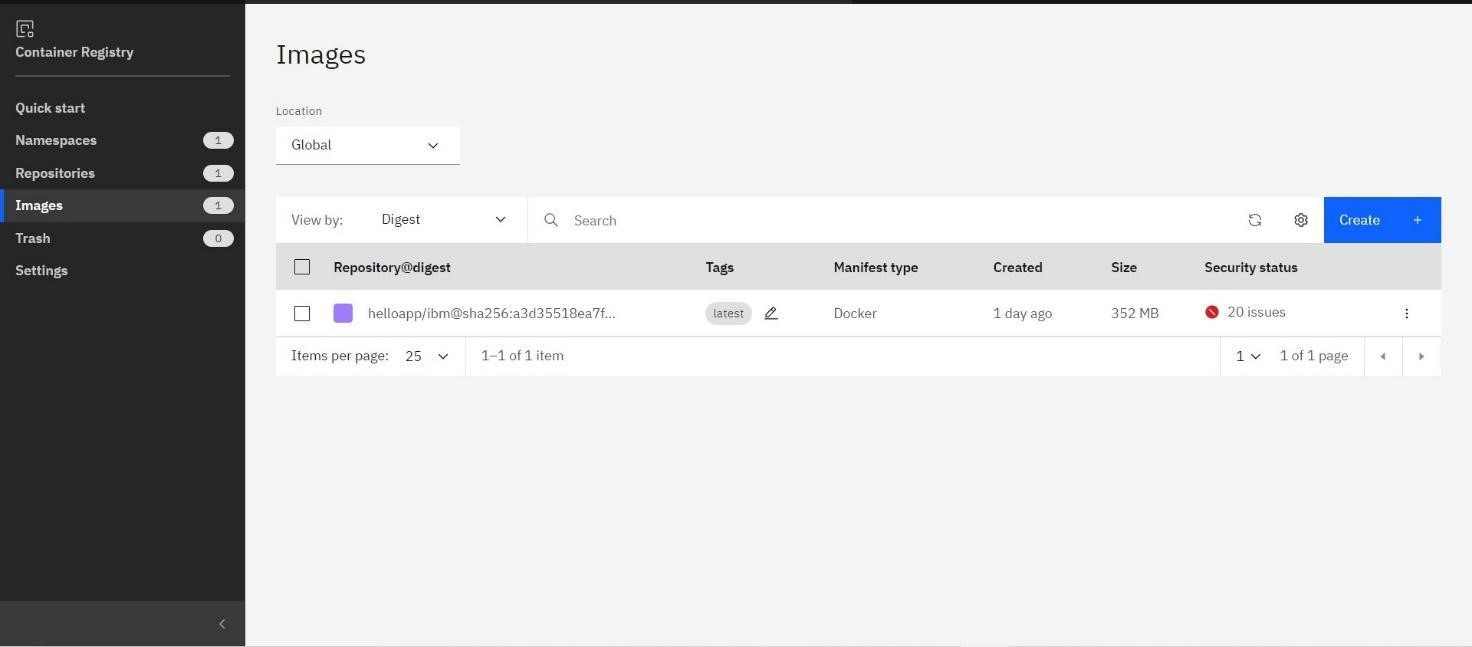 Container Registry
Quick start
Namespaces 1
Repositories 1
Images 1
Trash 0
Settings
Images
Location
Global
View by: Digest Search Create +
Repository@digest Tags Manifest type Created Size Security status
helloapp/ibm@sha256:a3d35518ea7f... latest Docker 1 day ago 352 MB 20 issues
Items per page: 25 1–1 of 1 item 1 1 of 1 page